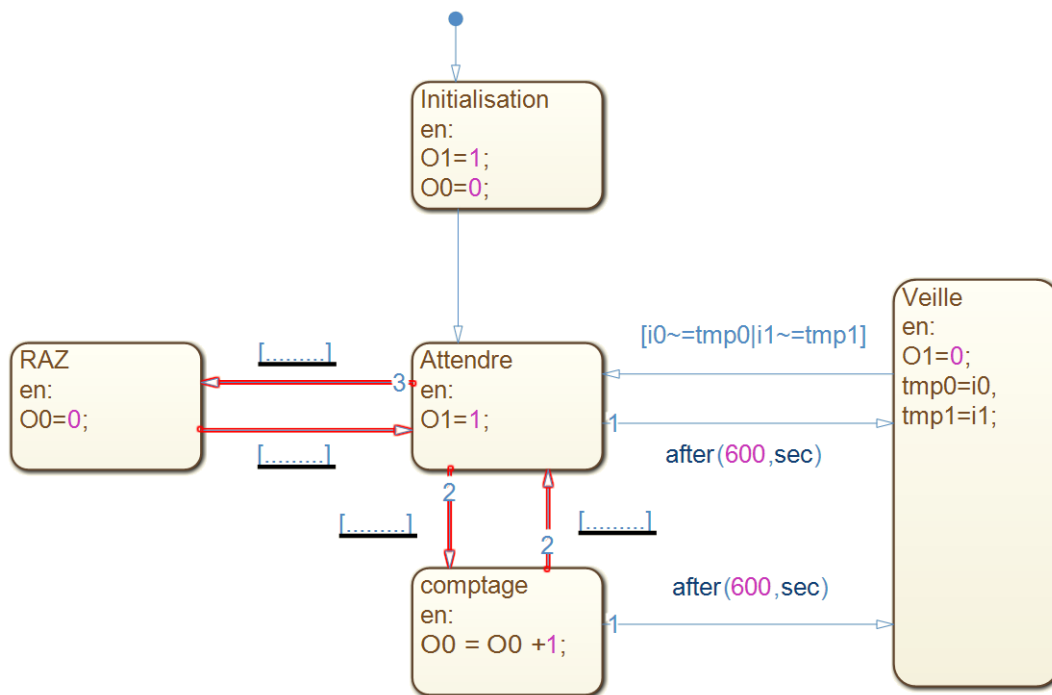 Initialisation
en:
O1=1;
O0=0;
RAZ
en:
O0=0;
[........]
3
[........]
Attendre
en:
O1=1;
[i0~=tmp0|i1~=tmp1]
1
after(600,sec)
Veille
en:
O1=0;
tmp0=i0,
tmp1=i1;
2
[.........]
2
[.........]
comptage
en:
O0 = O0 +1;
after(600,sec)
1